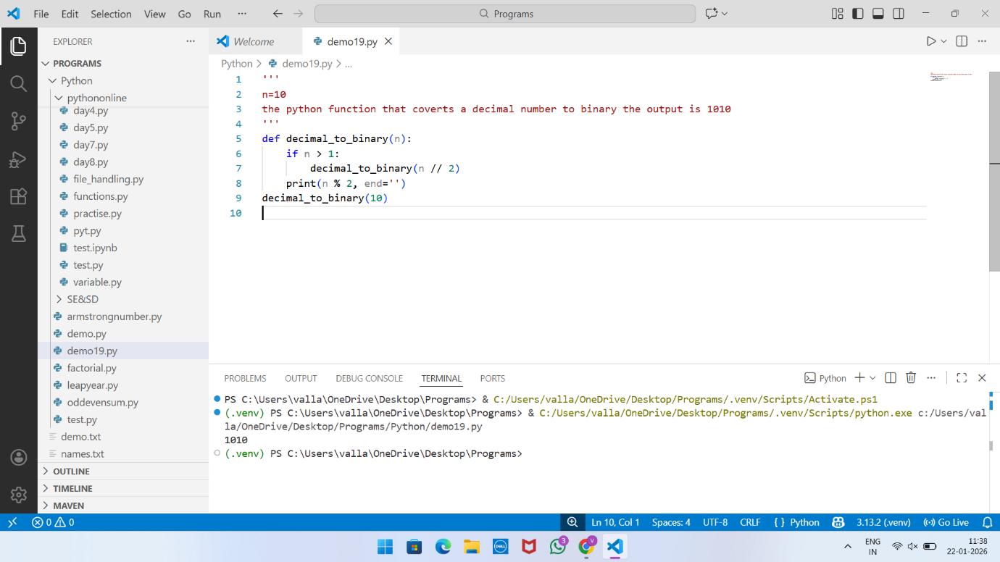 File Edit Selection View Go Run ··· Programs
EXPLORER ···
PROGRAMS
Python
pythononline
day4.py
day5.py
day7.py
day8.py
file_handling.py
functions.py
practise.py
pyt.py
test.ipynb
test.py
variable.py
SE&SD
armstrongnumber.py
demo.py
demo19.py
factorial.py
leapyear.py
oddevensum.py
test.py
demo.txt
names.txt
OUTLINE
TIMELINE
MAVEN
Welcome demo19.py
Python > demo19.py > ...
1 '''
2 n=10
3 the python function that coverts a decimal number to binary the output is 1010
4 '''
5 def decimal_to_binary(n):
6 if n > 1:
7 decimal_to_binary(n // 2)
8 print(n % 2, end='')
9 decimal_to_binary(10)
10
PROBLEMS OUTPUT DEBUG CONSOLE TERMINAL PORTS Python
PS C:\Users\valla\OneDrive\Desktop\Programs> & C:/Users/valla/OneDrive/Desktop/Programs/.venv/Scripts/Activate.ps1
(.venv) PS C:\Users\valla\OneDrive\Desktop\Programs> & C:/Users/valla/OneDrive/Desktop/Programs/.venv/Scripts/python.exe c:/Users/val
la/OneDrive/Desktop/Programs/Python/demo19.py
1010
(.venv) PS C:\Users\valla\OneDrive\Desktop\Programs>
0 0 Ln 10, Col 1 Spaces: 4 UTF-8 CRLF { } Python 3.13.2 (.venv) Go Live
DELL 3 V
ENG
IN
11:38
22-01-2026